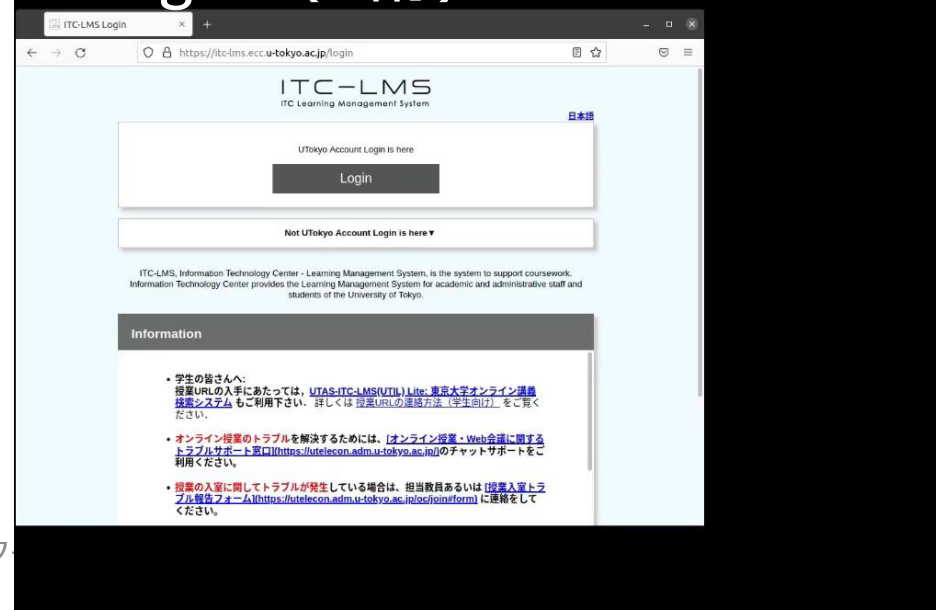 ITC-LMS Login
https://itc-lms.ecc.u-tokyo.ac.jp/login
ITC-LMS
ITC Learning Management System
日本語
UTokyo Account Login is here
Login
Not UTokyo Account Login is here▼
ITC-LMS, Information Technology Center - Learning Management System, is the system to support coursework.
Information Technology Center provides the Learning Management System for academic and administrative staff and
students of the University of Tokyo.
Information
• 学生の皆さんへ:
授業URLの入手にあたっては，UTAS-ITC-LMS(UTIL) Lite: 東京大学オンライン講義
検索システム もご利用下さい．詳しくは 授業URLの連絡方法（学生向け） をご覧く
ださい．
• オンライン授業のトラブルを解決するためには、[オンライン授業・Web会議に関する
トラブルサポート窓口](https://utelecon.adm.u-tokyo.ac.jp/)のチャットサポートをご
利用ください。
• 授業の入室に関してトラブルが発生している場合は、担当教員あるいは [授業入室トラ
ブル報告フォーム](https://utelecon.adm.u-tokyo.ac.jp/oc/join#form) に連絡をして
ください。